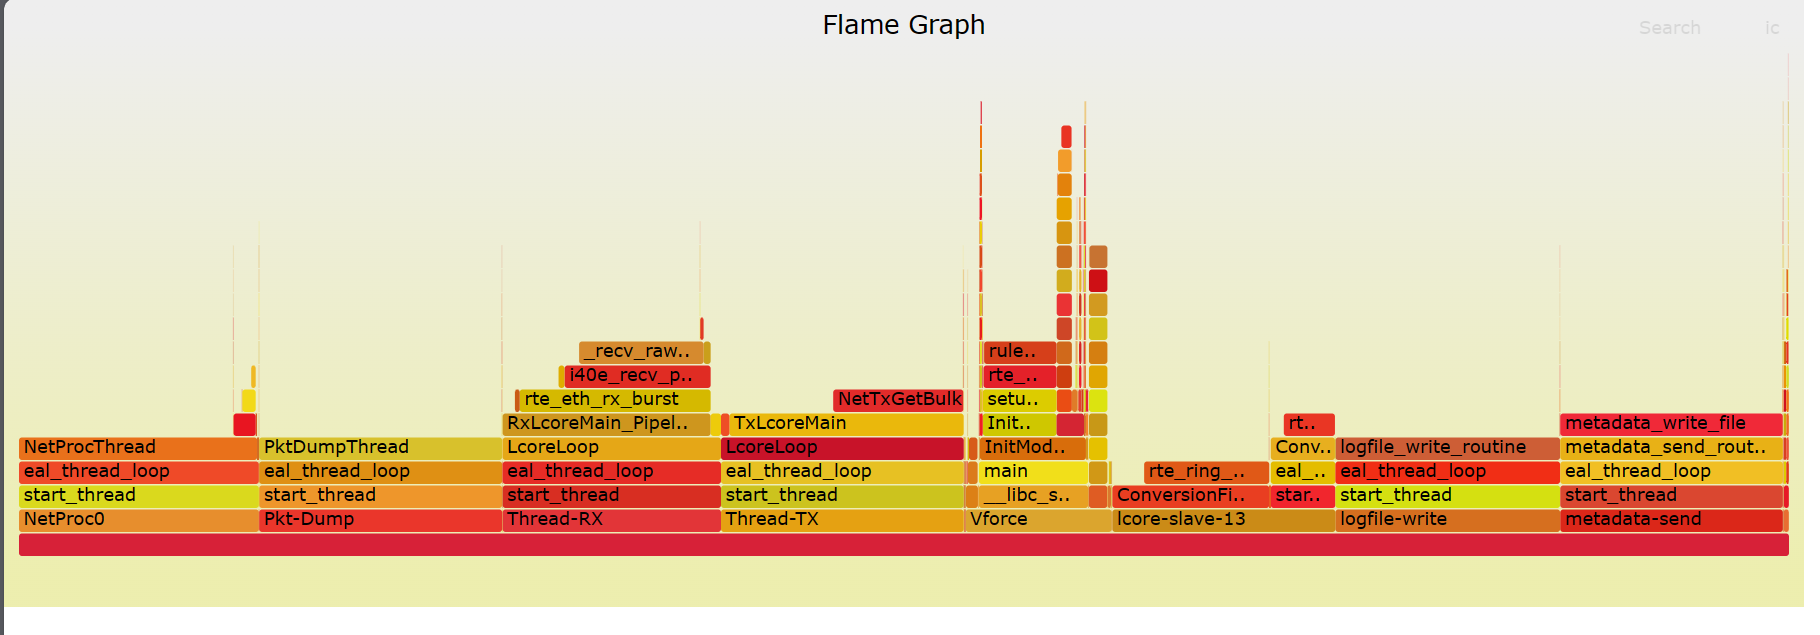 Flame Graph
Search ic
_recv_raw.. rule..
i40e_recv_p.. rte_..
rte_eth_rx_burst NetTxGetBulk setu..
RxLcoreMain_Pipel.. TxLcoreMain Init.. rt.. metadata_write_file
NetProcThread PktDumpThread LcoreLoop LcoreLoop InitMod.. Conv.. logfile_write_routine metadata_send_rout..
eal_thread_loop eal_thread_loop eal_thread_loop eal_thread_loop main rte_ring_.. eal_.. eal_thread_loop eal_thread_loop
start_thread start_thread start_thread start_thread __libc_s.. ConversionFi.. star.. start_thread start_thread
NetProc0 Pkt-Dump Thread-RX Thread-TX Vforce lcore-slave-13 logfile-write metadata-send